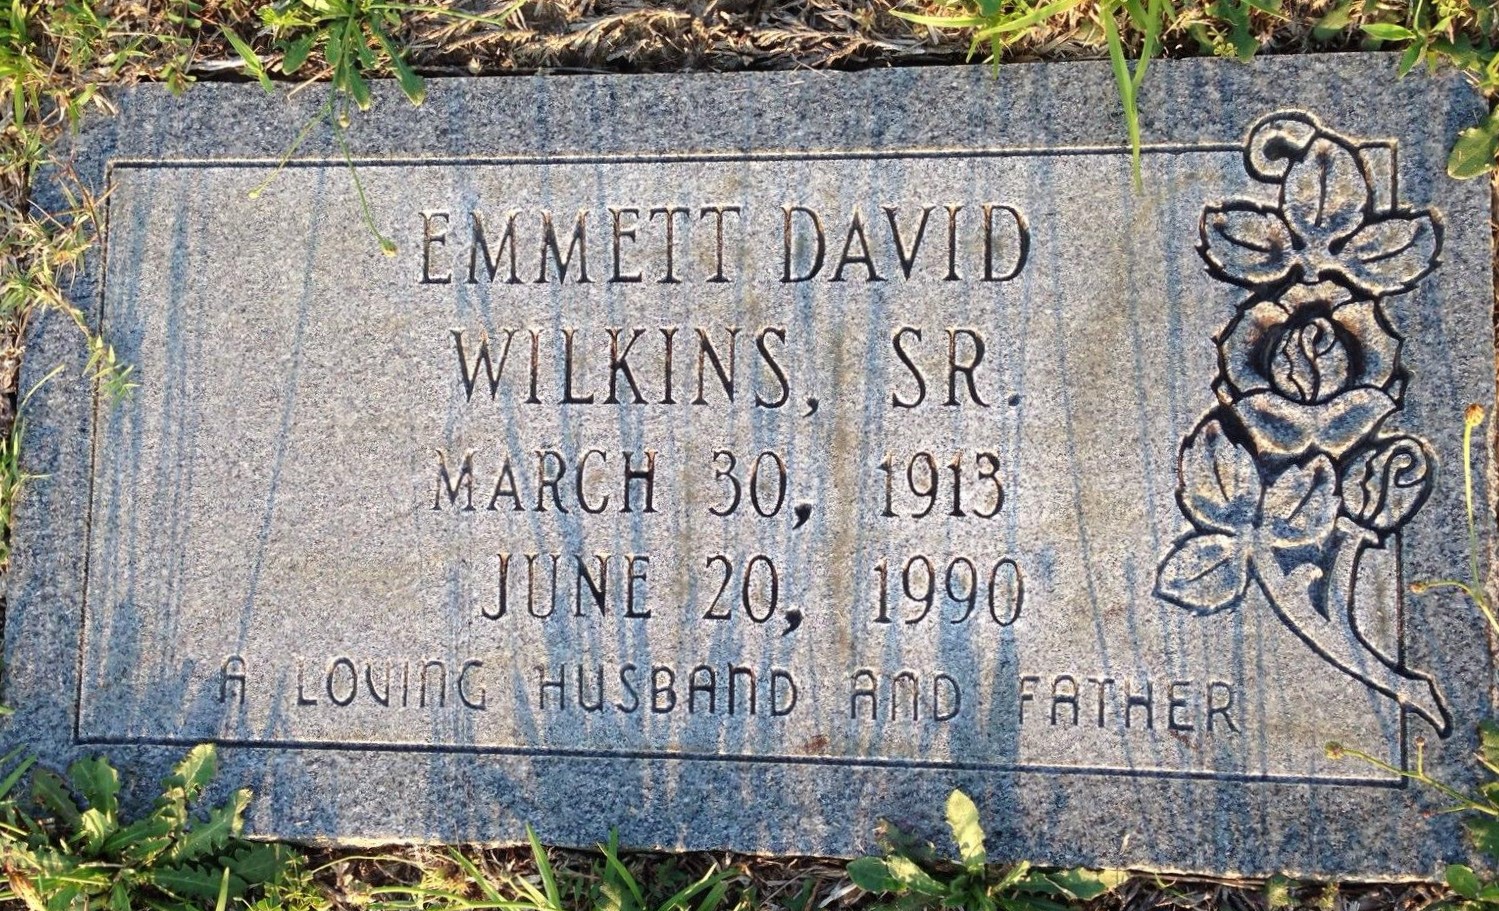 EMMETT DAVID
WILKINS, SR.
MARCH 30, 1913
JUNE 20, 1990
A LOVING HUSBAND AND FATHER